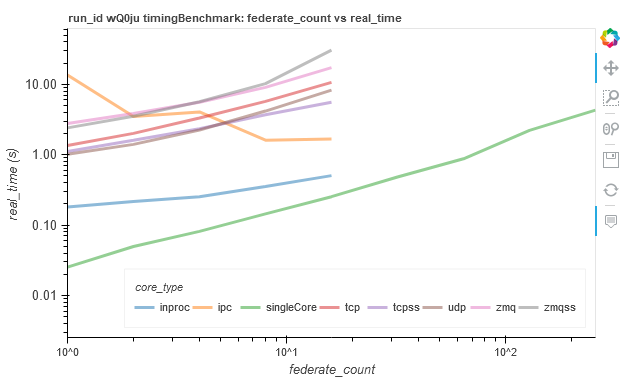 run_id wQ0ju timingBenchmark: federate_count vs real_time
10.00
1.00
0.10
0.01
real_time (s)
core_type
inproc ipc singleCore tcp tcpss udp zmq zmqss
10^0 10^1 10^2
federate_count